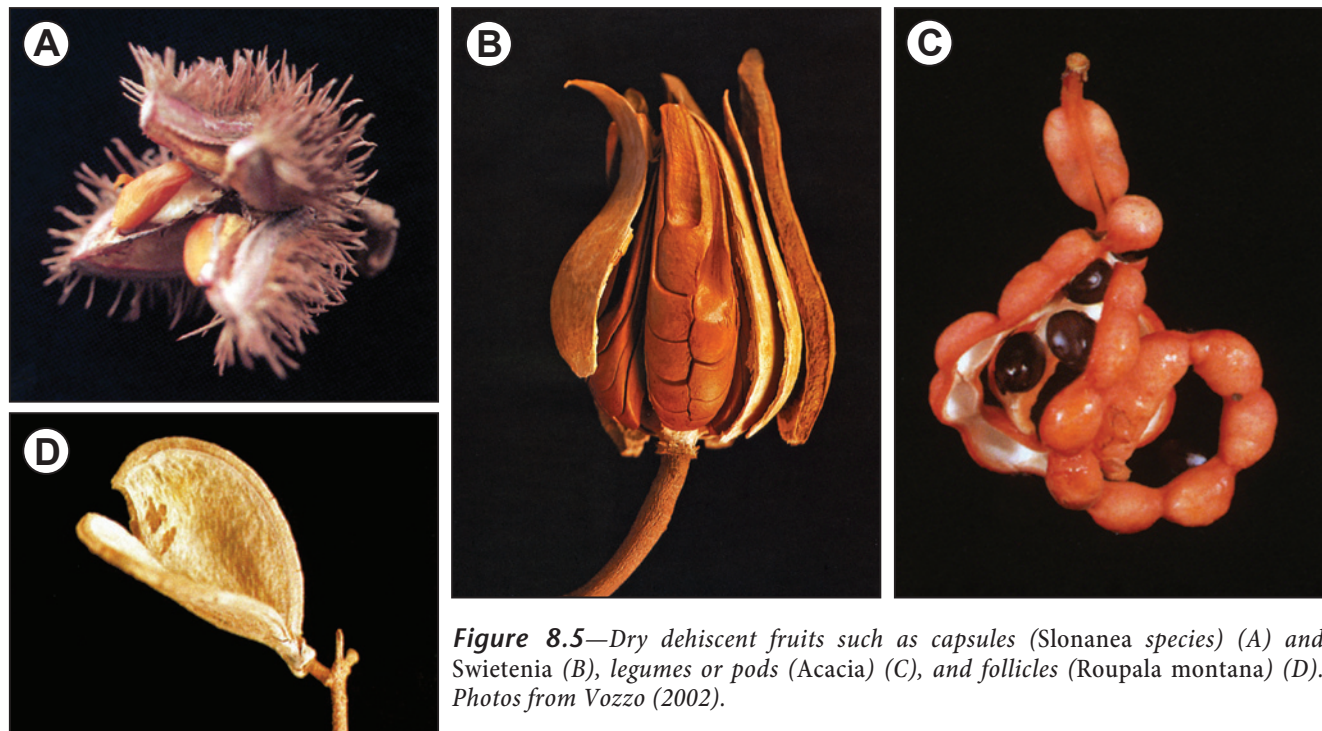 A
B
C
D
Figure 8.5—Dry dehiscent fruits such as capsules (Slonanea species) (A) and
Swietenia (B), legumes or pods (Acacia) (C), and follicles (Roupala montana) (D).
Photos from Vozzo (2002).